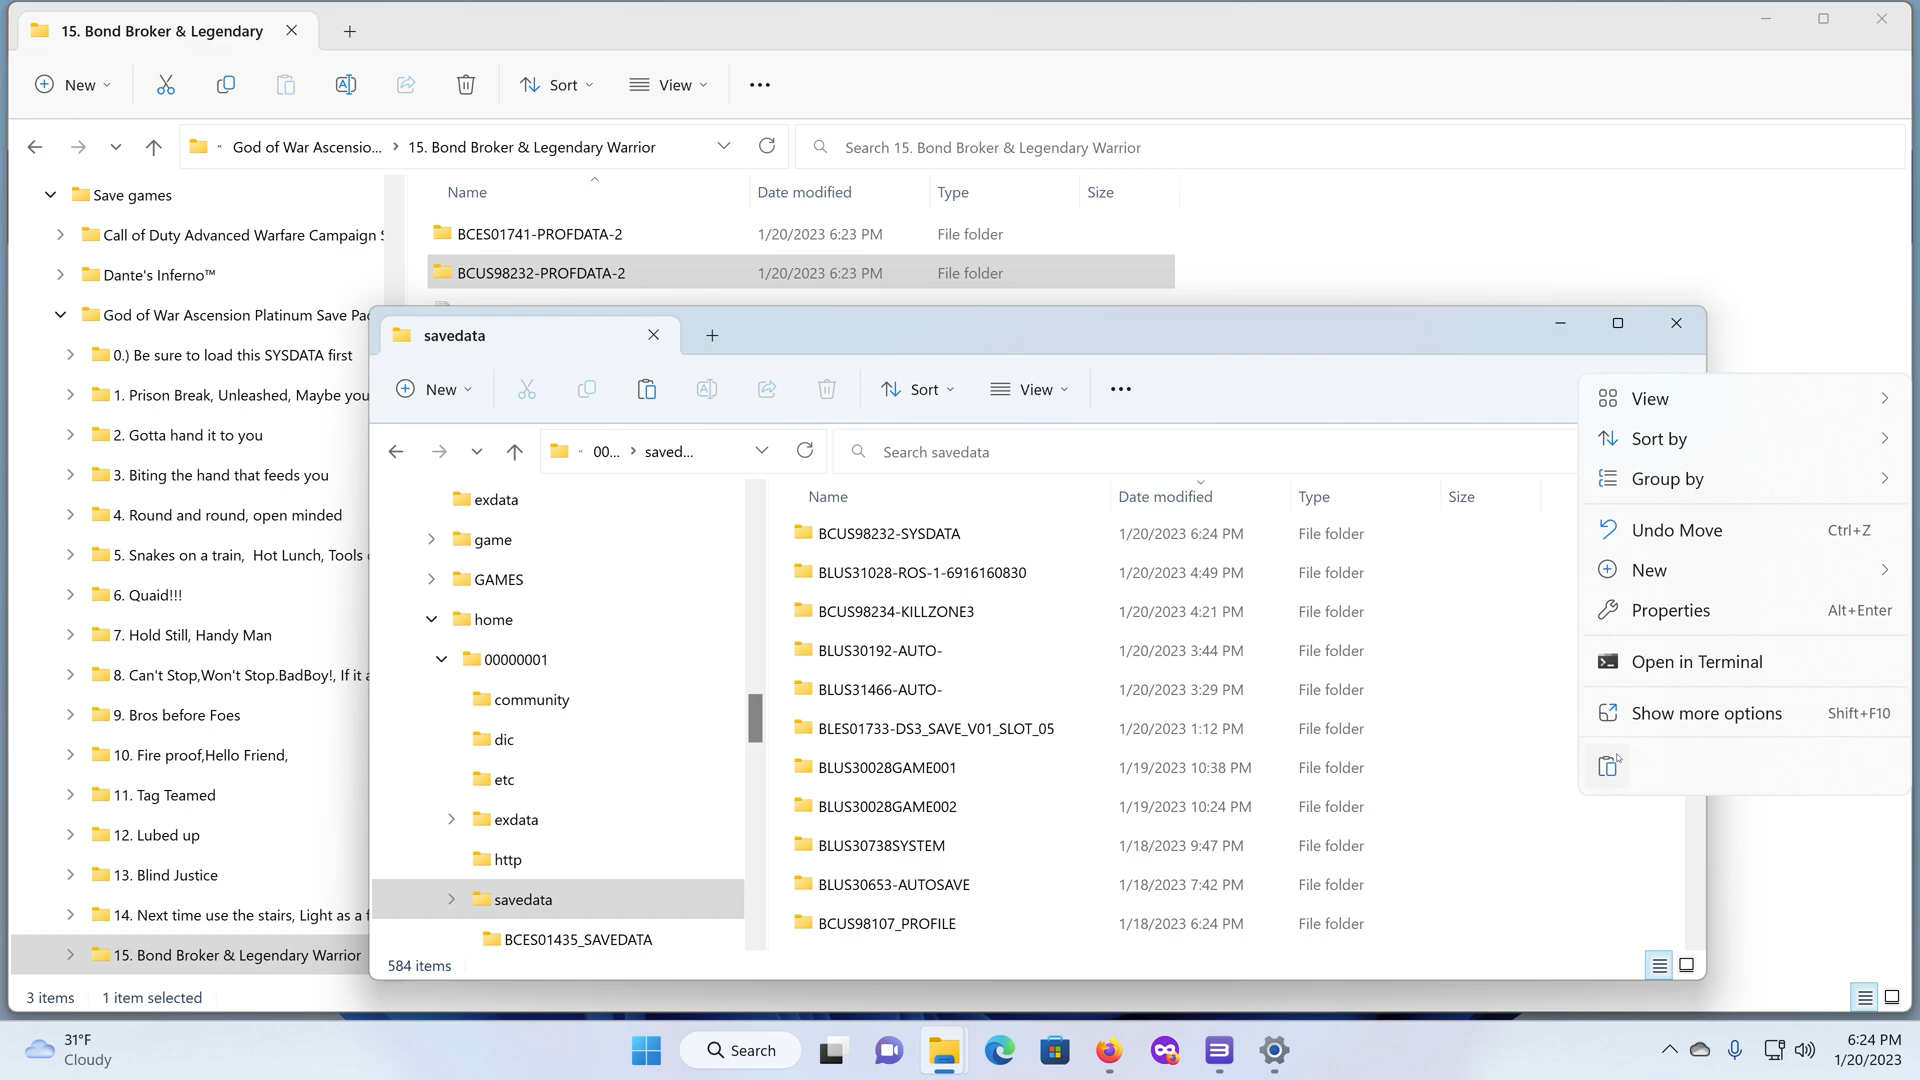 15. Bond Broker & Legendary
New
Sort
View
God of War Ascensio...
15. Bond Broker & Legendary Warrior
Search 15. Bond Broker & Legendary Warrior
Save games
Call of Duty Advanced Warfare Campaign S
Dante's Inferno™
God of War Ascension Platinum Save Pac
0.) Be sure to load this SYSDATA first
1. Prison Break, Unleashed, Maybe you
2. Gotta hand it to you
3. Biting the hand that feeds you
4. Round and round, open minded
5. Snakes on a train, Hot Lunch, Tools o
6. Quaid!!!
7. Hold Still, Handy Man
8. Can't Stop,Won't Stop.BadBoy!, If it a
9. Bros before Foes
10. Fire proof,Hello Friend,
11. Tag Teamed
12. Lubed up
13. Blind Justice
14. Next time use the stairs, Light as a f
15. Bond Broker & Legendary Warrior
Name Date modified Type Size
BCES01741-PROFDATA-2 1/20/2023 6:23 PM File folder
BCUS98232-PROFDATA-2 1/20/2023 6:23 PM File folder
3 items 1 item selected
savedata
New
Sort
View
00...
saved...
Search savedata
exdata
game
GAMES
home
00000001
community
dic
etc
exdata
http
savedata
BCES01435_SAVEDATA
Name Date modified Type Size
BCUS98232-SYSDATA 1/20/2023 6:24 PM File folder
BLUS31028-ROS-1-6916160830 1/20/2023 4:49 PM File folder
BCUS98234-KILLZONE3 1/20/2023 4:21 PM File folder
BLUS30192-AUTO- 1/20/2023 3:44 PM File folder
BLUS31466-AUTO- 1/20/2023 3:29 PM File folder
BLES01733-DS3_SAVE_V01_SLOT_05 1/20/2023 1:12 PM File folder
BLUS30028GAME001 1/19/2023 10:38 PM File folder
BLUS30028GAME002 1/19/2023 10:24 PM File folder
BLUS30738SYSTEM 1/18/2023 9:47 PM File folder
BLUS30653-AUTOSAVE 1/18/2023 7:42 PM File folder
BCUS98107_PROFILE 1/18/2023 6:24 PM File folder
584 items
View
Sort by
Group by
Undo Move Ctrl+Z
New
Properties Alt+Enter
Open in Terminal
Show more options Shift+F10
31°F
Cloudy
Search
6:24 PM
1/20/2023